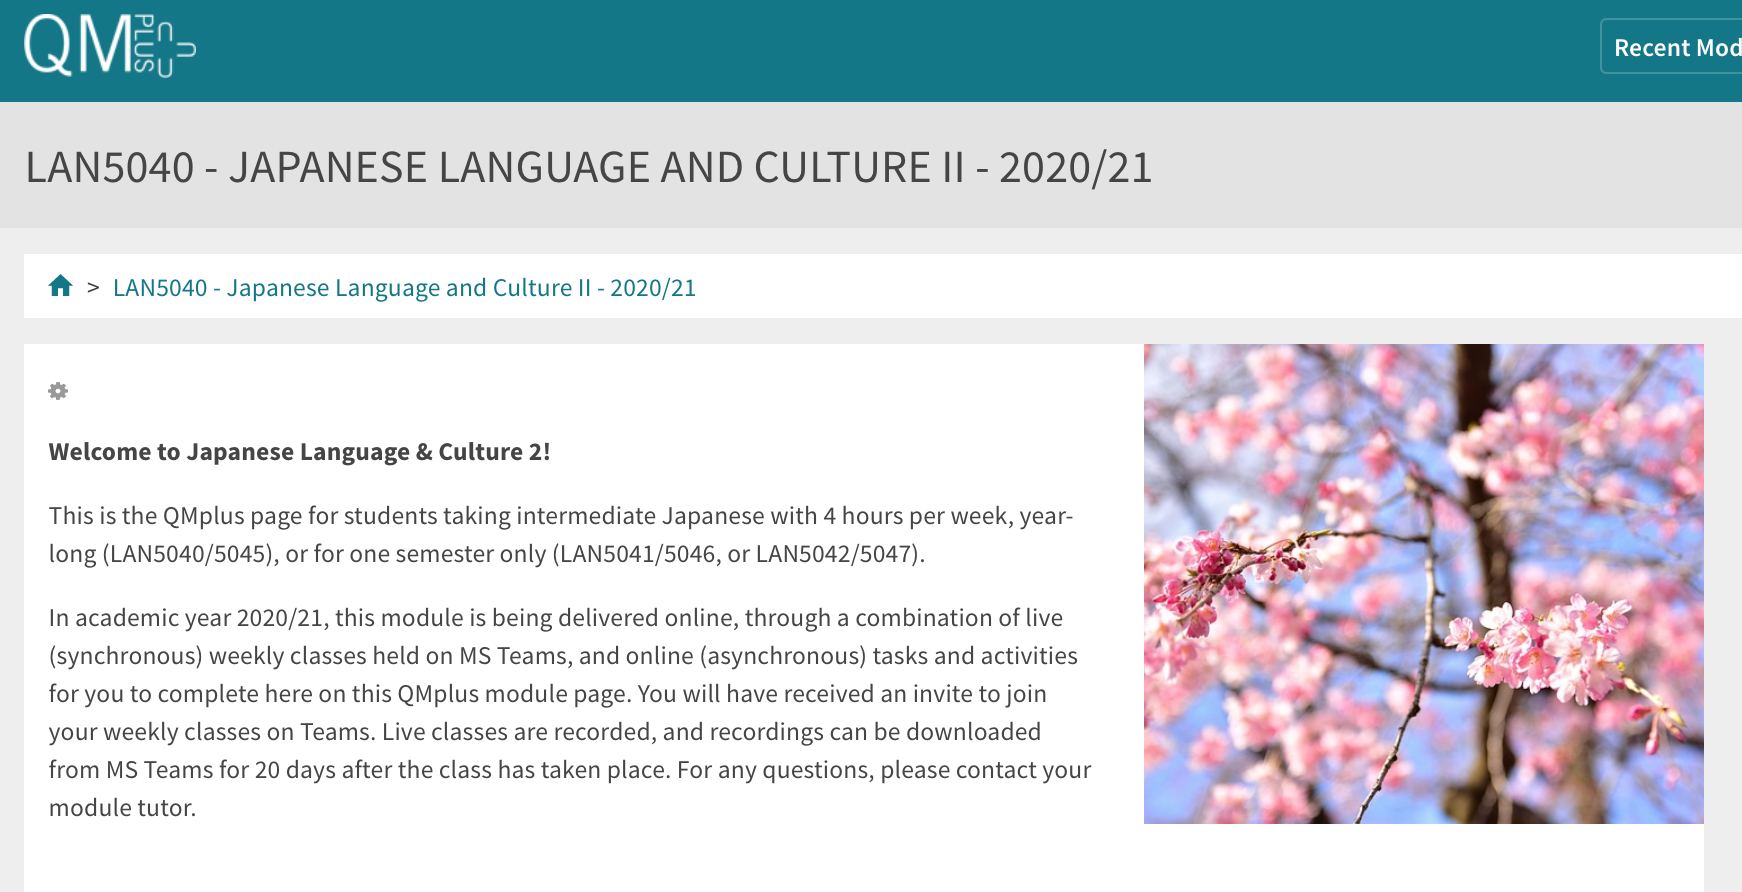 QM PLUS
Recent Mod
LAN5040 - JAPANESE LANGUAGE AND CULTURE II - 2020/21
> LAN5040 - Japanese Language and Culture II - 2020/21
Welcome to Japanese Language & Culture 2!
This is the QMplus page for students taking intermediate Japanese with 4 hours per week, year-
long (LAN5040/5045), or for one semester only (LAN5041/5046, or LAN5042/5047).
In academic year 2020/21, this module is being delivered online, through a combination of live
(synchronous) weekly classes held on MS Teams, and online (asynchronous) tasks and activities
for you to complete here on this QMplus module page. You will have received an invite to join
your weekly classes on Teams. Live classes are recorded, and recordings can be downloaded
from MS Teams for 20 days after the class has taken place. For any questions, please contact your
module tutor.